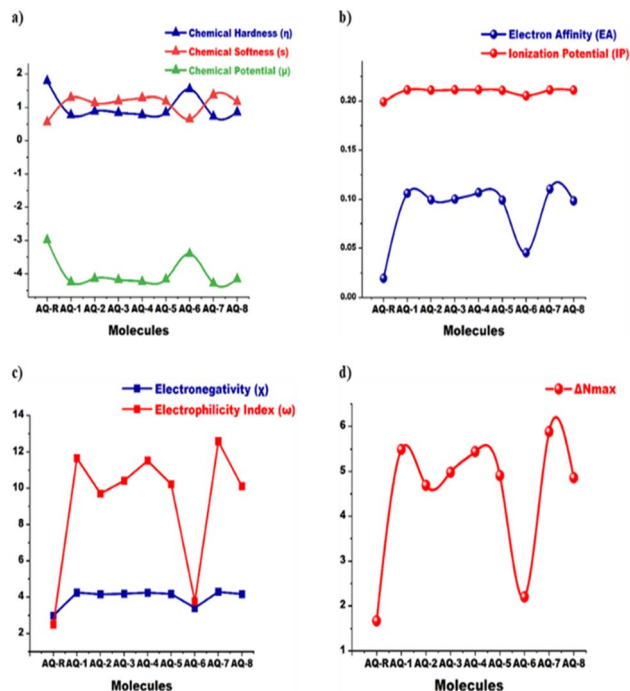 a)
Chemical Hardness (η)
Chemical Softness (s)
Chemical Potential (μ)
2
1
0
-3
-4
AQ-R AQ-1 AQ-2 AQ-3 AQ-4 AQ-5 AQ-6 AQ-7 AQ-8
Molecules
b)
Electron Affinity (EA)
Ionization Potential (IP)
0.20
0.15
0.10
0.05
0.00
AQ-R AQ-1 AQ-2 AQ-3 AQ-4 AQ-5 AQ-6 AQ-7 AQ-8
Molecules
c)
Electronegativity (χ)
Electrophilicity Index (ω)
14
12
10
8
6
4
2
AQ-R AQ-1 AQ-2 AQ-3 AQ-4 AQ-5 AQ-6 AQ-7 AQ-8
Molecules
d)
ΔNmax
6
5
4
3
2
1
AQ-R AQ-1 AQ-2 AQ-3 AQ-4 AQ-5 AQ-6 AQ-7 AQ-8
Molecules